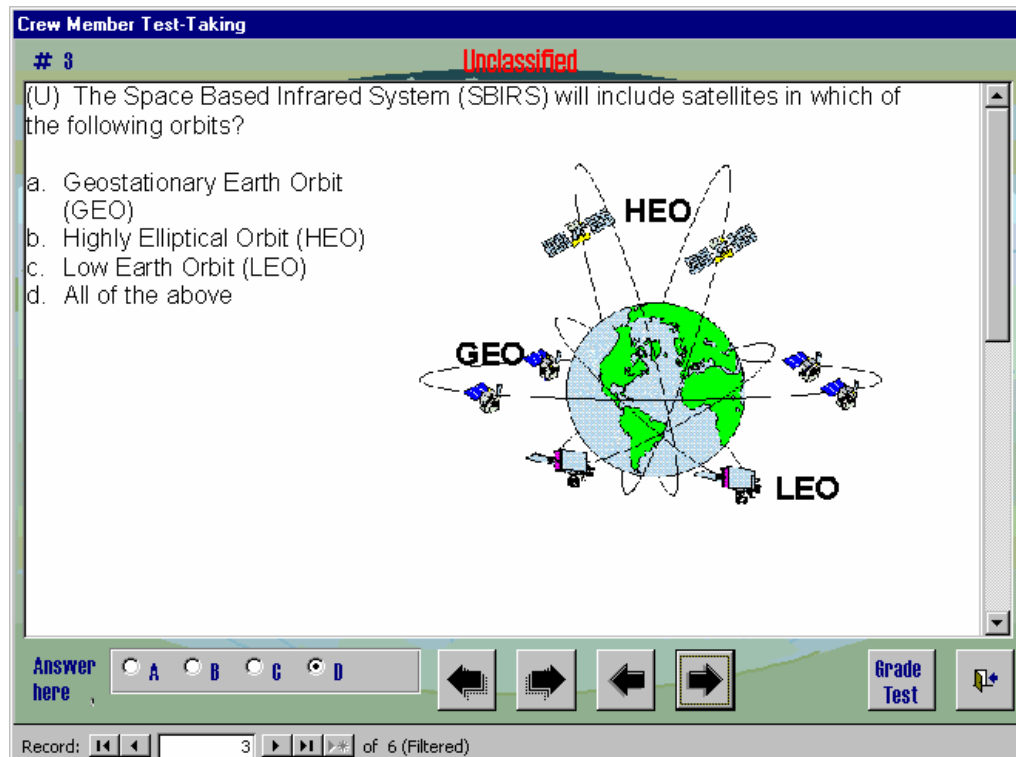 Crew Member Test-Taking
# 3
Unclassified
(U) The Space Based Infrared System (SBIRS) will include satellites in which of
the following orbits?
a. Geostationary Earth Orbit
(GEO)
b. Highly Elliptical Orbit (HEO)
c. Low Earth Orbit (LEO)
d. All of the above
HEO
GEO
LEO
Answer
here ,
A B C D
Grade
Test
Record: 3 of 6 (Filtered)